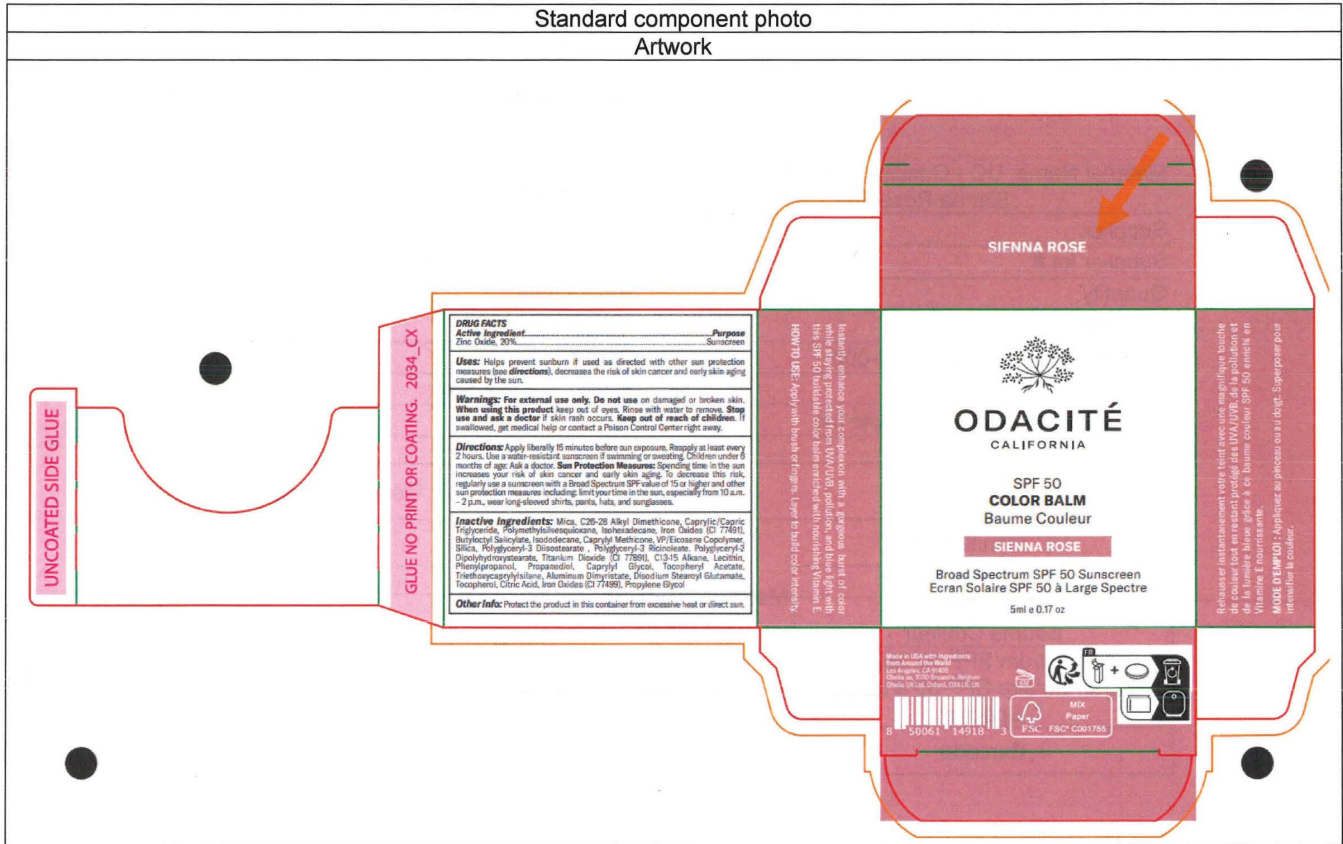 Standard component photo
Artwork
UNCOATED SIDE GLUE
GLUE NO PRINT OR COATING. 2034_CX
DRUG FACTS
Active Ingredient...Purpose
Zinc Oxide, 20%...Sunscreen
Uses: Helps prevent sunburn if used as directed with other sun protection
measures (see directions), decreases the risk of skin cancer and early skin aging
caused by the sun.
Warnings: For external use only. Do not use on damaged or broken skin.
When using this product keep out of eyes. Rinse with water to remove. Stop
use and ask a doctor if skin rash occurs. Keep out of reach of children. If
swallowed, get medical help or contact a Poison Control Center right away.
Directions: Apply liberally 15 minutes before sun exposure. Reapply at least every
2 hours. Use a water-resistant sunscreen if swimming or sweating. Children under 6
months of age: Ask a doctor. Sun Protection Measures: Spending time in the sun
increases your risk of skin cancer and early skin aging. To decrease this risk,
regularly use a sunscreen with a Broad Spectrum SPF value of 15 or higher and other
sun protection measures including: limit your time in the sun, especially from 10 a.m.
– 2 p.m., wear long-sleeved shirts, pants, hats, and sunglasses.
Inactive Ingredients: Mica, C26-28 Alkyl Dimethicone, Caprylic/Capric
Triglyceride, Polymethylsilsesquioxane, Isohexadecane, Iron Oxides (CI 77491),
Butyloctyl Salicylate, Isododecane, Caprylyl Methicone, VP/Eicosene Copolymer,
Silica, Polyglyceryl-3 Diisostearate , Polyglyceryl-3 Ricinoleate, Polyglyceryl-2
Dipolyhydroxystearate, Titanium Dioxide (CI 77891), C13-15 Alkane, Lecithin,
Phenylpropanol, Propanediol, Caprylyl Glycol, Tocopheryl Acetate,
Triethoxycaprylylsilane, Aluminum Dimyristate, Disodium Stearoyl Glutamate,
Tocopherol, Citric Acid, Iron Oxides (CI 77499), Propylene Glycol
Other Info: Protect the product in this container from excessive heat or direct sun.
Instantly enhance your complexion with a gorgeous burst of color
while staying protected from UVA/UVB, pollution, and blue light with
this SPF 50 buildable color balm enriched with nourishing Vitamin E.
HOW TO USE: Apply with brush or fingers. Layer to build color intensity.
SIENNA ROSE
ODACITÉ
CALIFORNIA
SPF 50
COLOR BALM
Baume Couleur
SIENNA ROSE
Broad Spectrum SPF 50 Sunscreen
Ecran Solaire SPF 50 à Large Spectre
5ml e 0.17 oz
Rehausser instantanément votre teint avec une magnifique touche
de couleur tout en restant protégé des UVA/UVB, de la pollution et
de la lumière bleue grâce à ce baume couleur SPF 50 enrichi en
Vitamine E nourrissante.
MODE D'EMPLOI : Appliquez au pinceau ou au doigt. Superposer pour
intensifier la couleur.
Made in USA with Ingredients
from Around the World
Los Angeles, CA
FR
+
8 50061 14918 3
FSC
MIX
Paper
FSC® C001765